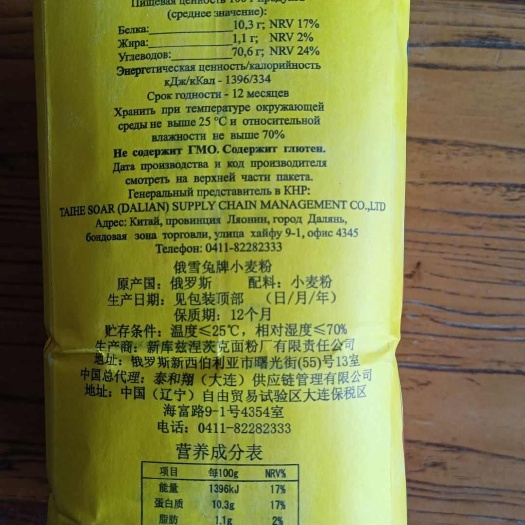 Пищевая ценность 100 г продукта
(среднее значение):
Белка:____________10,3 г; NRV 17%
Жира:____________1,1 г; NRV 2%
Углеводов:________70,6 г; NRV 24%
Энергетическая ценность/калорийность
кДж/кКал - 1396/334
Срок годности - 12 месяцев
Хранить при температуре окружающей
среды не выше 25 °С и относительной
влажности не выше 70%
Не содержит ГМО. Содержит глютен.
Дата производства и код производителя
смотреть на верхней части пакета.
Генеральный представитель в КНР:
TAIHE SOAR (DALIAN) SUPPLY CHAIN MANAGEMENT CO.,LTD
Адрес: Китай, провинция Ляонин, город Далянь,
бондовая зона торговли, улица хайфу 9-1, офис 4345
Телефон: 0411-82282333
俄雪兔牌小麦粉
原产国：俄罗斯 配料：小麦粉
生产日期：见包装顶部 （日/月/年）
保质期：12个月
贮存条件：温度≤25℃，相对湿度≤70%
生产商：新库兹涅茨克面粉厂有限责任公司
地址：俄罗斯新西伯利亚市曙光街(55)号13室
中国总代理：泰和翔（大连）供应链管理有限公司
地址：中国（辽宁）自由贸易试验区大连保税区
海富路9-1号4354室
电话：0411-82282333
营养成分表
项目 每100g NRV%
能量 1396kJ 17%
蛋白质 10.3g 17%
脂肪 1.1g 2%